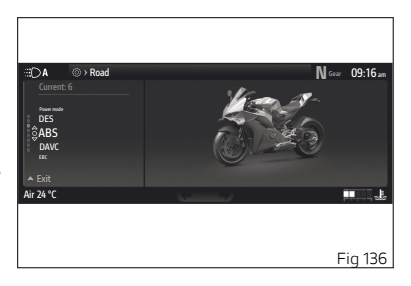 A
> Road
N Gear
09:16 am
Current: 6
Power mode
DES
ABS
DAVC
EBC
Exit
Air 24 °C
Fig 136